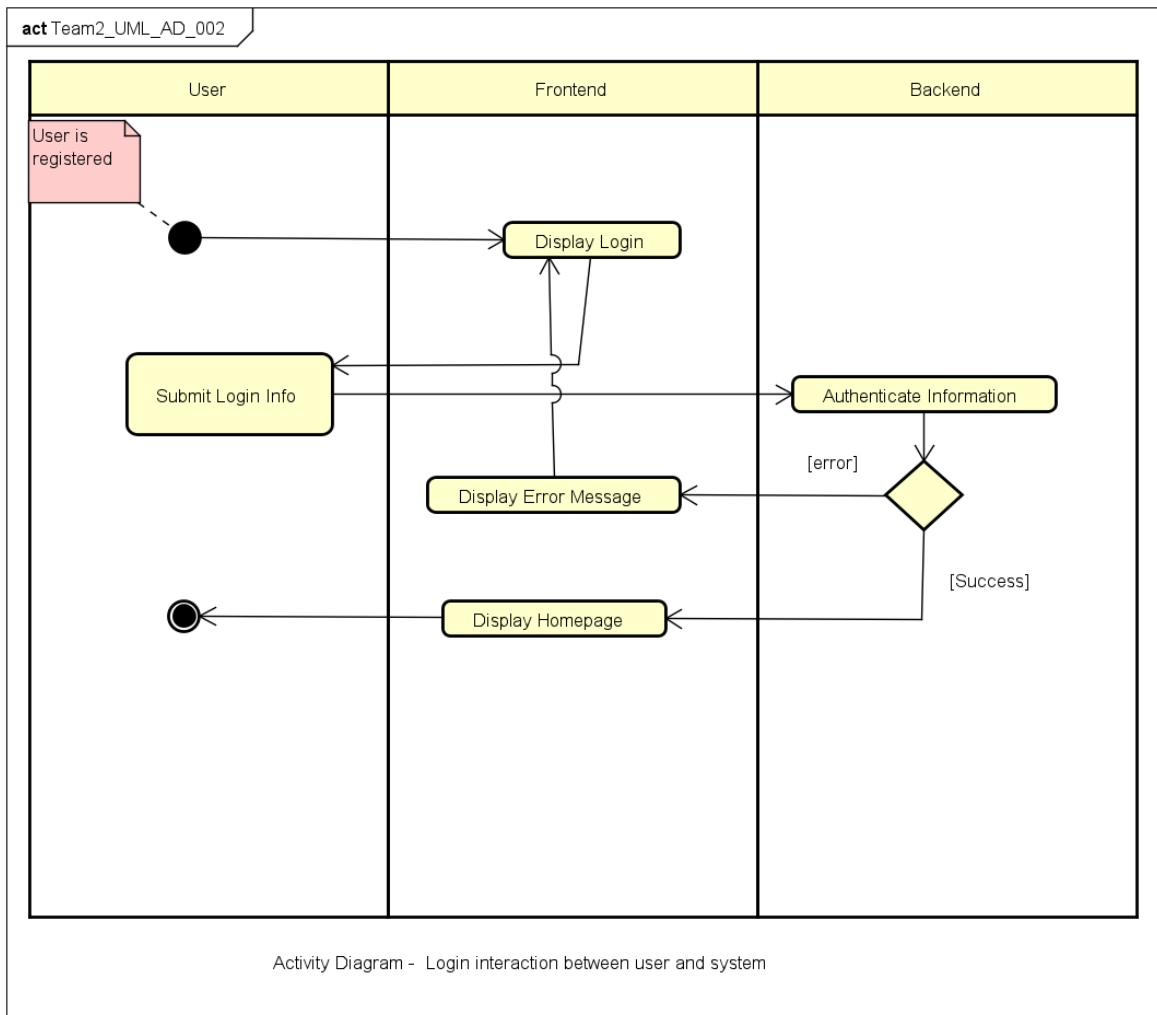 act Team2_UML_AD_002
User
Frontend
Backend
User is
registered
Display Login
Submit Login Info
Authenticate Information
[error]
Display Error Message
[Success]
Display Homepage
Activity Diagram - Login interaction between user and system